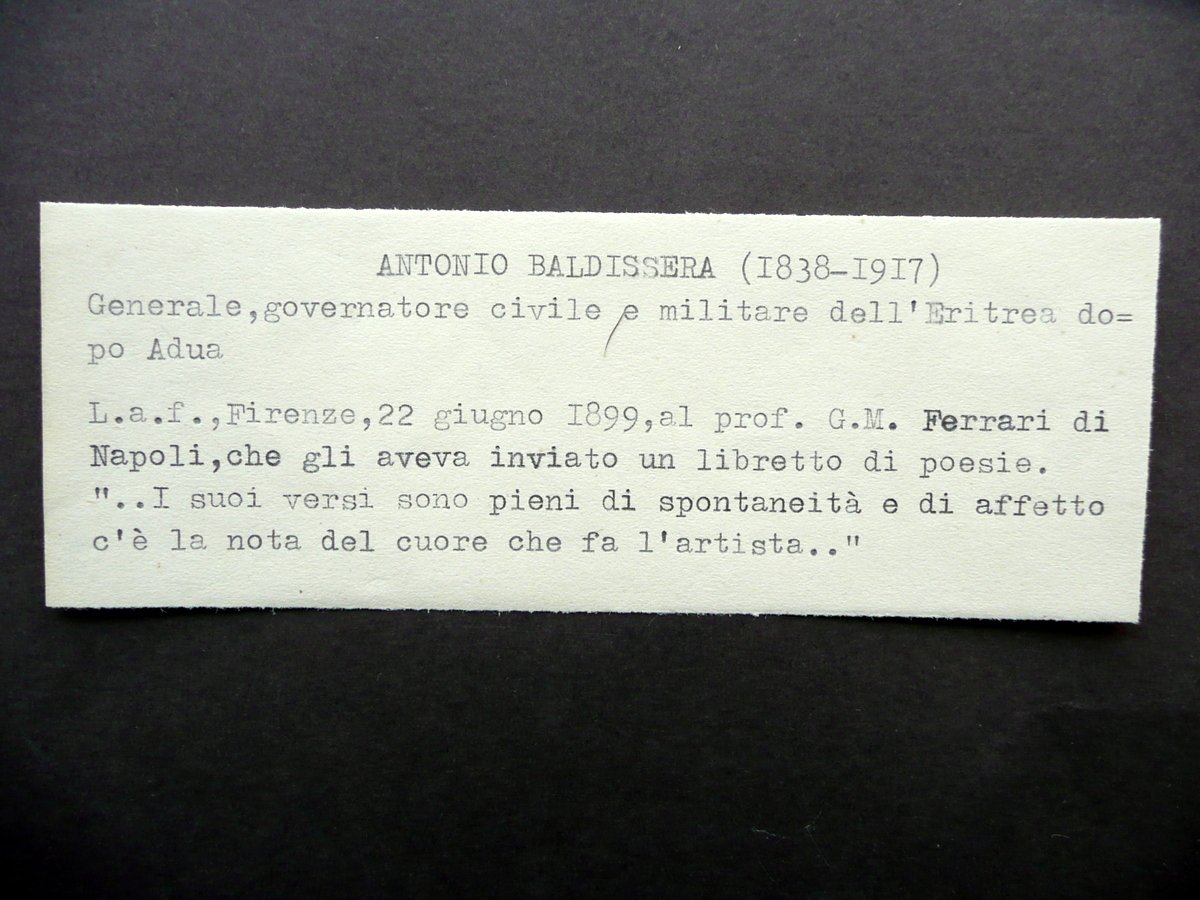 ANTONIO BALDISSERA (I838-I9I7)
Generale,governatore civile e militare dell'Eritrea do=
po Adua
L.a.f.,Firenze,22 giugno I899,al prof. G.M. Ferrari di
Napoli,che gli aveva inviato un libretto di poesie.
"..I suoi versi sono pieni di spontaneità e di affetto
c'è la nota del cuore che fa l'artista.."